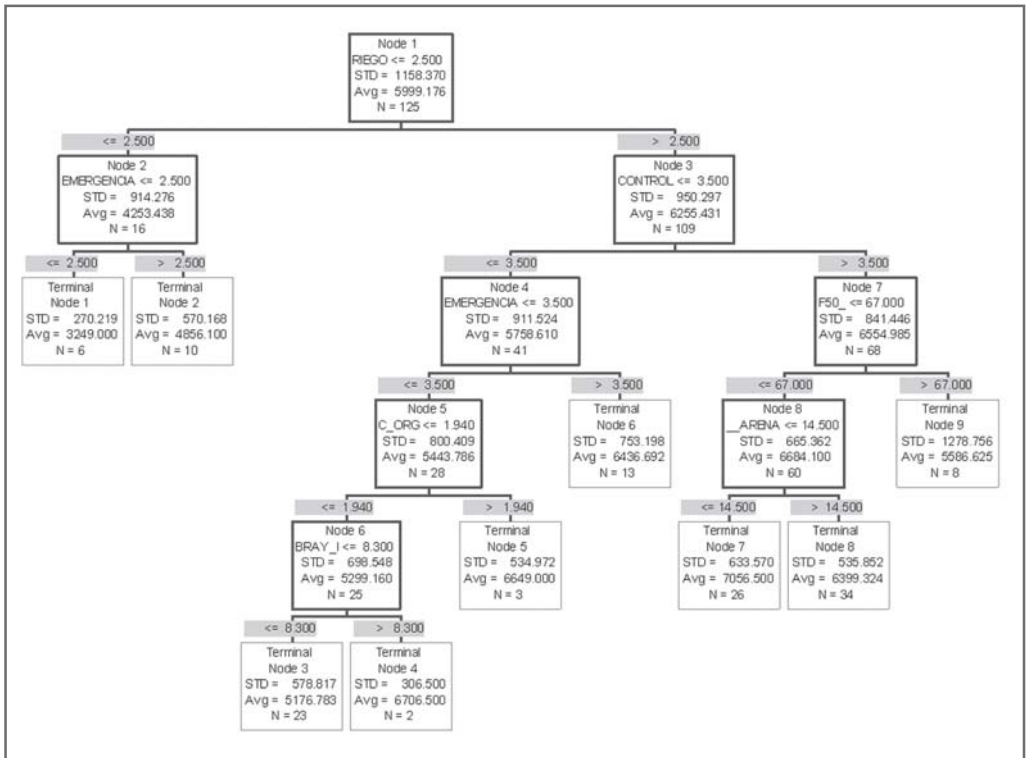 Node 1
RIEGO <= 2.500
STD = 1158.370
Avg = 5999.176
N = 125
<= 2.500
> 2.500
Node 2
EMERGENCIA <= 2.500
STD = 914.276
Avg = 4253.438
N = 16
Node 3
CONTROL <= 3.500
STD = 950.297
Avg = 6255.431
N = 109
<= 2.500
> 2.500
<= 3.500
> 3.500
Terminal
Node 1
STD = 270.219
Avg = 3249.000
N = 6
Terminal
Node 2
STD = 570.168
Avg = 4856.100
N = 10
Node 4
EMERGENCIA <= 3.500
STD = 911.524
Avg = 5758.610
N = 41
Node 7
F50_ <= 67.000
STD = 841.446
Avg = 6554.985
N = 68
<= 3.500
> 3.500
<= 67.000
> 67.000
Node 5
C_ORG <= 1.940
STD = 800.409
Avg = 5443.786
N = 28
Terminal
Node 6
STD = 753.198
Avg = 6436.692
N = 13
Node 8
__ARENA <= 14.500
STD = 665.362
Avg = 6684.100
N = 60
Terminal
Node 9
STD = 1278.756
Avg = 5586.625
N = 8
<= 1.940
> 1.940
<= 14.500
> 14.500
Node 6
BRAY_I <= 8.300
STD = 698.548
Avg = 5299.160
N = 25
Terminal
Node 5
STD = 534.972
Avg = 6649.000
N = 3
Terminal
Node 7
STD = 633.570
Avg = 7056.500
N = 26
Terminal
Node 8
STD = 535.852
Avg = 6399.324
N = 34
<= 8.300
> 8.300
Terminal
Node 3
STD = 578.817
Avg = 5176.783
N = 23
Terminal
Node 4
STD = 306.500
Avg = 6706.500
N = 2